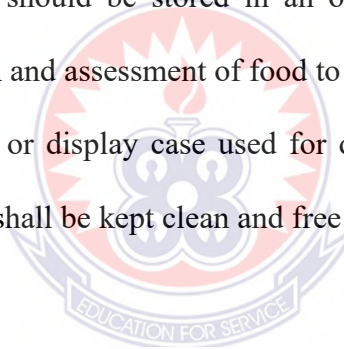 should be stored in an
and assessment of food to
or display case used for
shall be kept clean and free
EDUCATION FOR SERVICE